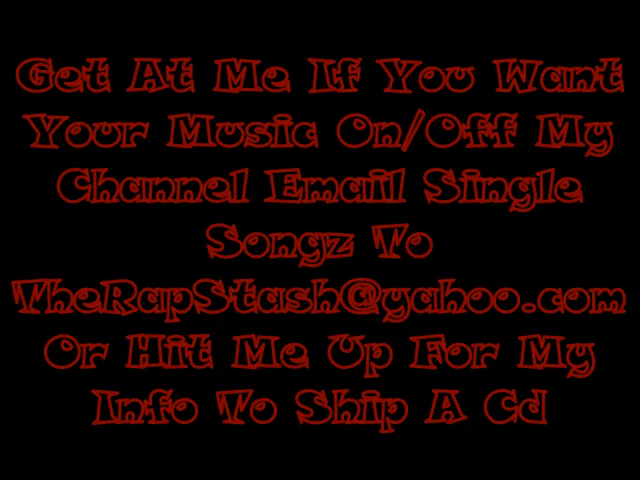 Get At Me If You Want
Your Music On/Off My
Channel Email Single
Songz To
TheRapStash@yahoo.com
Or Hit Me Up For My
Info To Ship A Cd